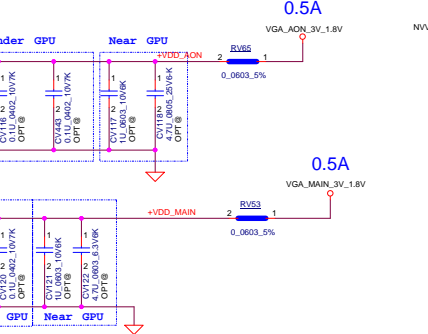 0.5A
VGA_AON_3V_1.8V
nder GPU
Near GPU
+VDD_AON
2
RV65
1
0_0603_5%
1
2
CV116
0.1U_0402_10V7K
OPT@
1
2
CV443
0.1U_0402_10V7K
OPT@
1
2
CV117
1U_0603_10V6K
OPT@
1
2
CV118
4.7U_0805_25V6-K
OPT@
0.5A
VGA_MAIN_3V_1.8V
+VDD_MAIN
2
RV53
1
0_0603_5%
1
2
CV120
0.1U_0402_10V7K
OPT@
1
2
CV121
1U_0603_10V6K
OPT@
1
2
CV122
4.7U_0603_6.3V6K
OPT@
GPU
Near GPU